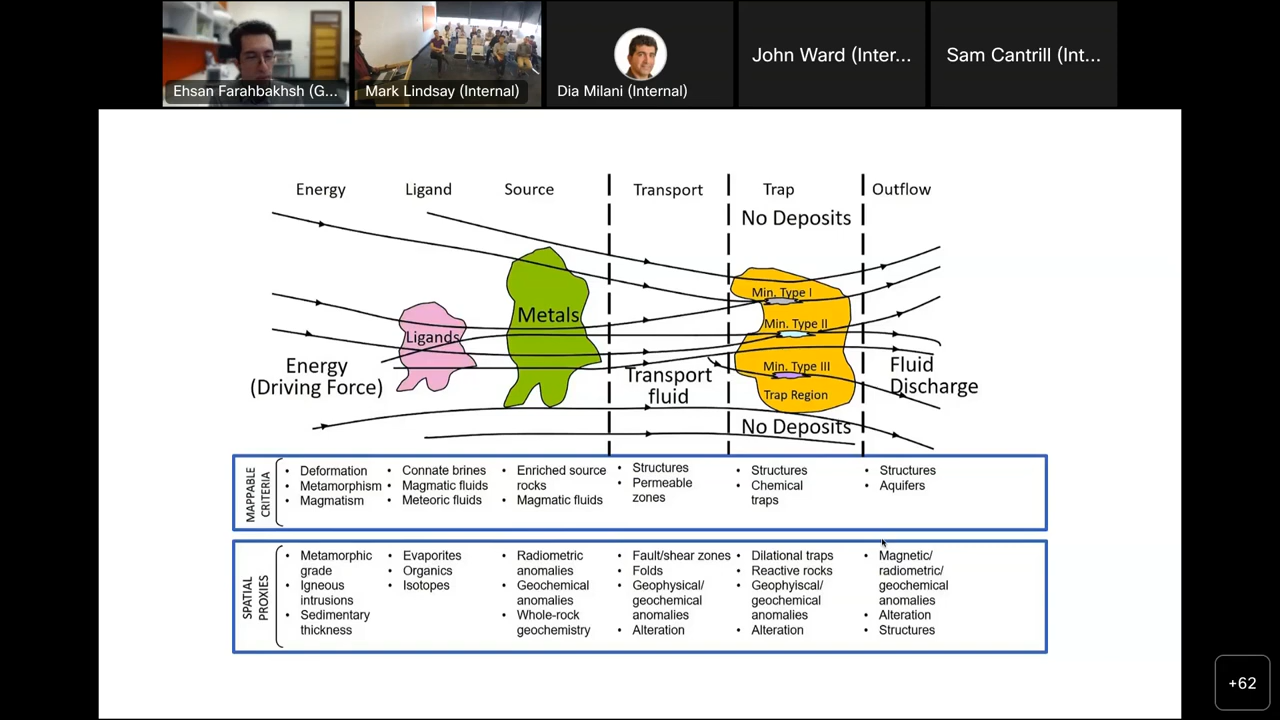 Ehsan Farahbakhsh (G...
Mark Lindsay (Internal)
Dia Milani (Internal)
John Ward (Inter...
Sam Cantrill (Int...
Energy
Ligand
Source
Transport
Trap
Outflow
No Deposits
Min. Type I
Metals
Min. Type II
Ligands
Energy
(Driving Force)
Transport
fluid
Min. Type III
Trap Region
Fluid
Discharge
No Deposits
MAPPABLE
CRITERIA
• Deformation
• Metamorphism
• Magmatism
• Connate brines
• Magmatic fluids
• Meteoric fluids
• Enriched source
rocks
• Magmatic fluids
• Structures
• Permeable
zones
• Structures
• Chemical
traps
• Structures
• Aquifers
SPATIAL
PROXIES
• Metamorphic
grade
• Igneous
intrusions
• Sedimentary
thickness
• Evaporites
• Organics
• Isotopes
• Radiometric
anomalies
• Geochemical
anomalies
• Whole-rock
geochemistry
• Fault/shear zones
• Folds
• Geophysical/
geochemical
anomalies
• Alteration
• Dilational traps
• Reactive rocks
• Geophyiscal/
geochemical
anomalies
• Alteration
• Magnetic/
radiometric/
geochemical
anomalies
• Alteration
• Structures
+62